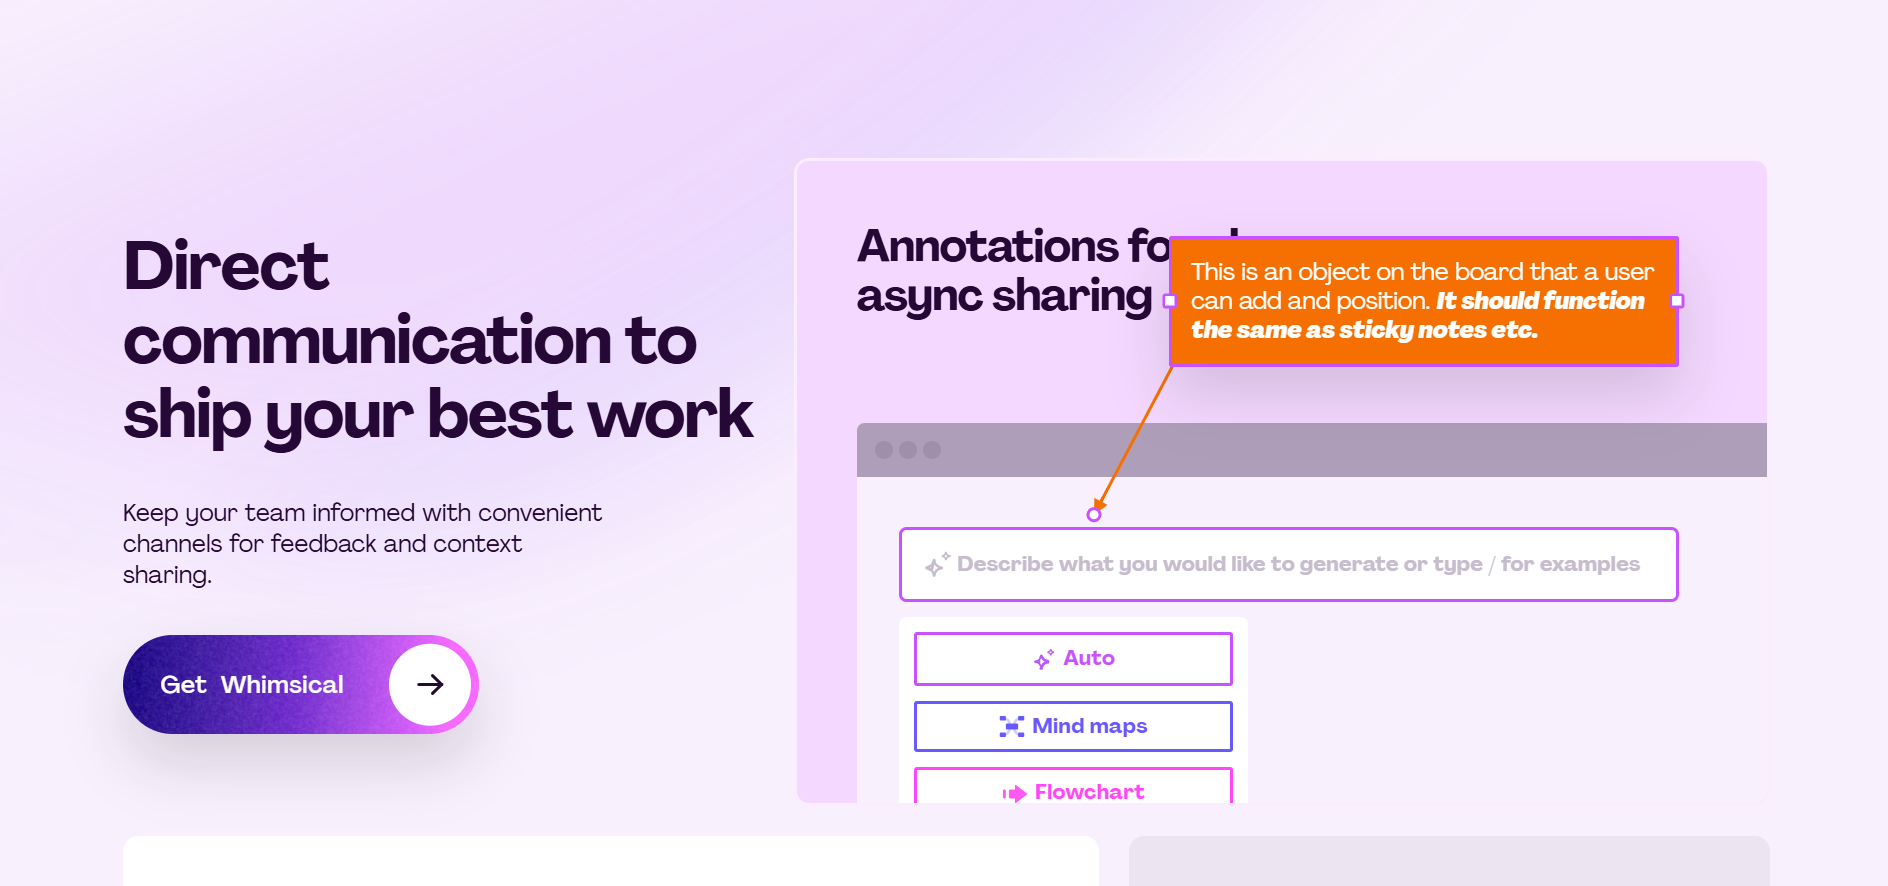 Direct
communication to
ship your best work
Keep your team informed with convenient
channels for feedback and context
sharing.
Get Whimsical
Annotations
async sharing
This is an object on the board that a user
can add and position. It should function
the same as sticky notes etc.
Describe what you would like to generate or type / for examples
Auto
Mind maps
Flowchart